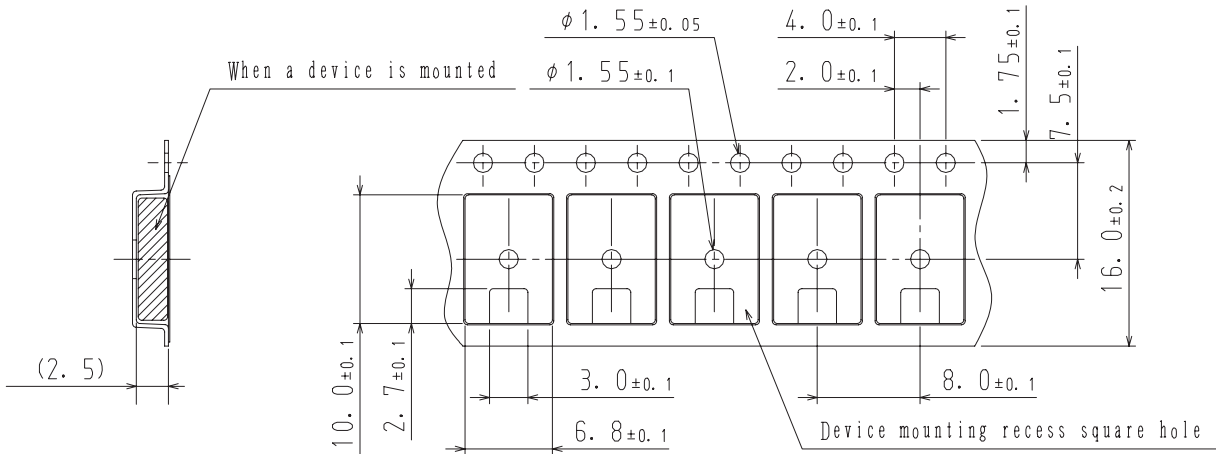 φ1.55±0.05
4.0±0.1
When a device is mounted
φ1.55±0.1
2.0±0.1
1.75±0.1
7.5±0.1
16.0±0.2
(2.5)
10.0±0.1
2.7±0.1
3.0±0.1
8.0±0.1
6.8±0.1
Device mounting recess square hole